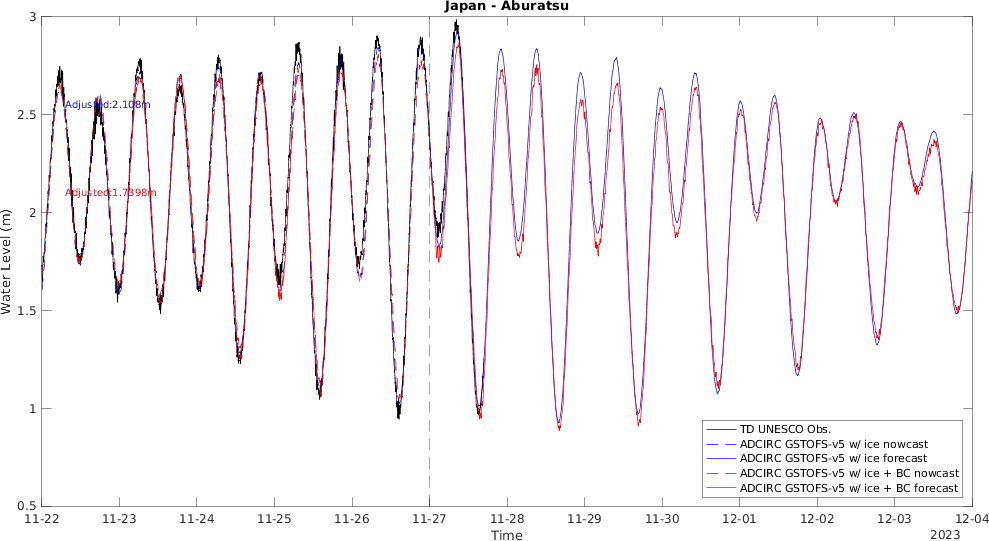 Japan - Aburatsu
3
2.5
2
1.5
1
0.5
Water Level (m)
Adjusted:2.108m
Adjusted:1.7398m
TD UNESCO Obs.
ADCIRC GSTOFS-v5 w/ ice nowcast
ADCIRC GSTOFS-v5 w/ ice forecast
ADCIRC GSTOFS-v5 w/ ice + BC nowcast
ADCIRC GSTOFS-v5 w/ ice + BC forecast
11-22 11-23 11-24 11-25 11-26 11-27 11-28 11-29 11-30 12-01 12-02 12-03 12-04
Time
2023